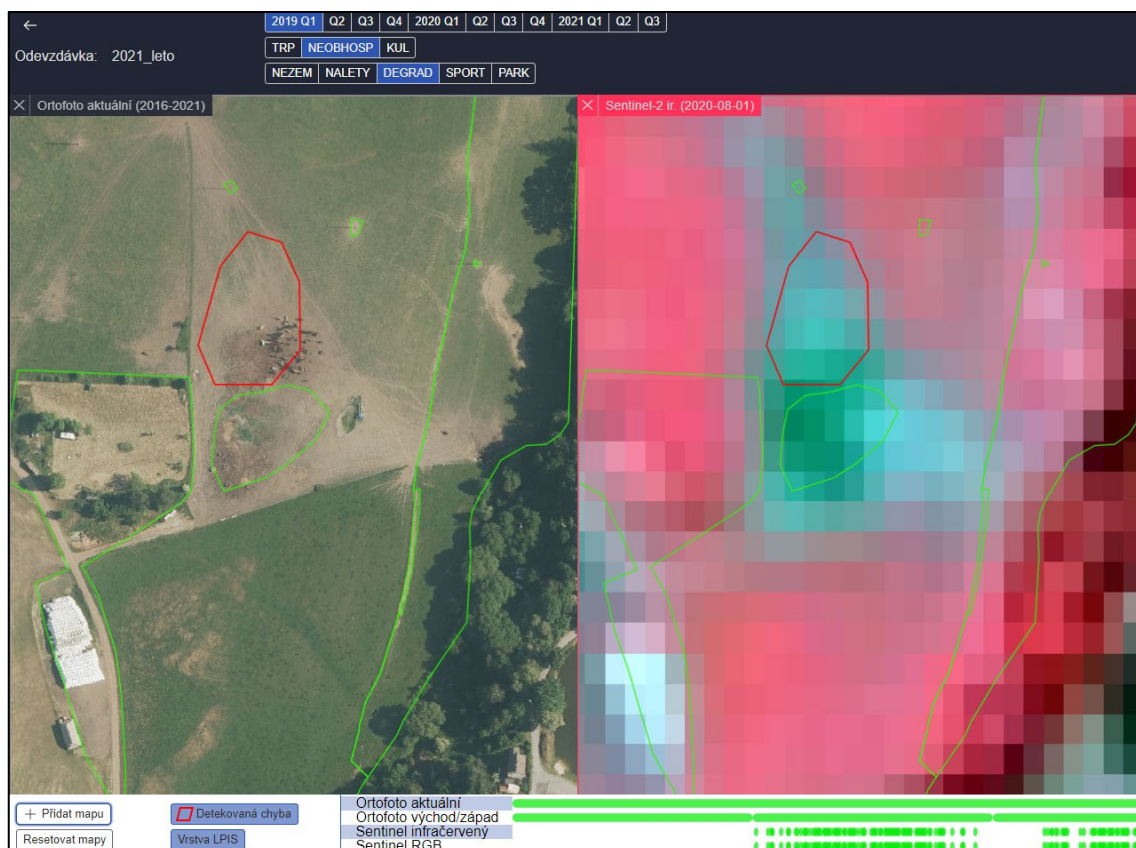 ←
2019 Q1 Q2 Q3 Q4 2020 Q1 Q2 Q3 Q4 2021 Q1 Q2 Q3
Odevzdávka: 2021_leto
TRP NEOBHOSP KUL
NEZEM NALETY DEGRAD SPORT PARK
× Ortofoto aktuální (2016-2021)
× Sentinel-2 ir. (2020-08-01)
+ Přidat mapu
Detekovaná chyba
Resetovat mapy
Vrstva LPIS
Ortofoto aktuální
Ortofoto východ/západ
Sentinel infračervený
Sentinel RGB